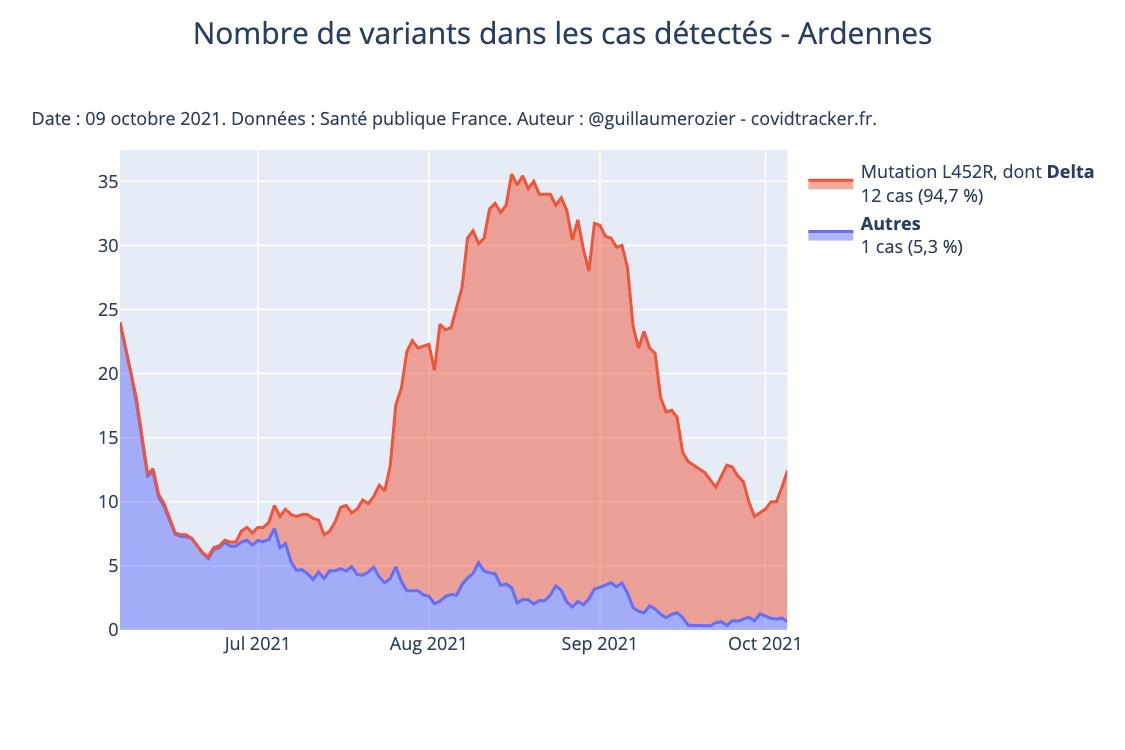 Nombre de variants dans les cas détectés - Ardennes
Date : 09 octobre 2021. Données : Santé publique France. Auteur : @guillaumerozier - covidtracker.fr.
Mutation L452R, dont Delta
12 cas (94,7 %)
Autres
1 cas (5,3 %)
35
30
25
20
15
10
5
0
Jul 2021
Aug 2021
Sep 2021
Oct 2021